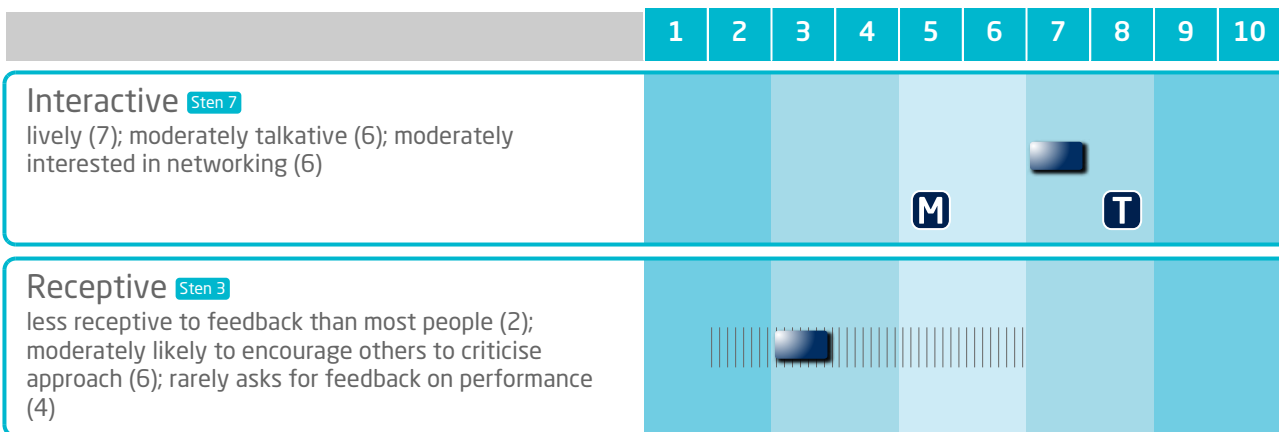 1 2 3 4 5 6 7 8 9 10
Interactive Sten 7
lively (7); moderately talkative (6); moderately
interested in networking (6)
M T
Receptive Sten 3
less receptive to feedback than most people (2);
moderately likely to encourage others to criticise
approach (6); rarely asks for feedback on performance
(4)